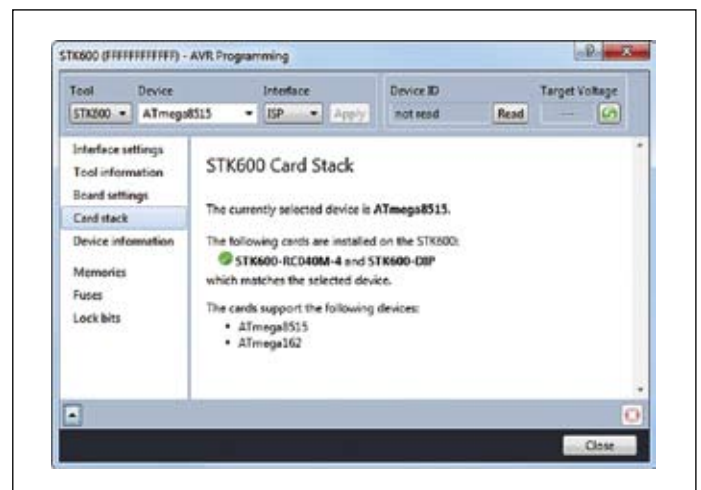 STK600 (FFFFFFFFFFFF) - AVR Programming
Tool Device Interface Device ID Target Voltage
STK600 ATmega8515 ISP Apply not read Read ---
Interface settings
Tool information
Board settings
Card stack
Device information
Memories
Fuses
Lock bits
STK600 Card Stack
The currently selected device is ATmega8515.
The following cards are installed on the STK600:
STK600-RC040M-4 and STK600-DIP
which matches the selected device.
The cards support the following devices:
• ATmega8515
• ATmega162
Close